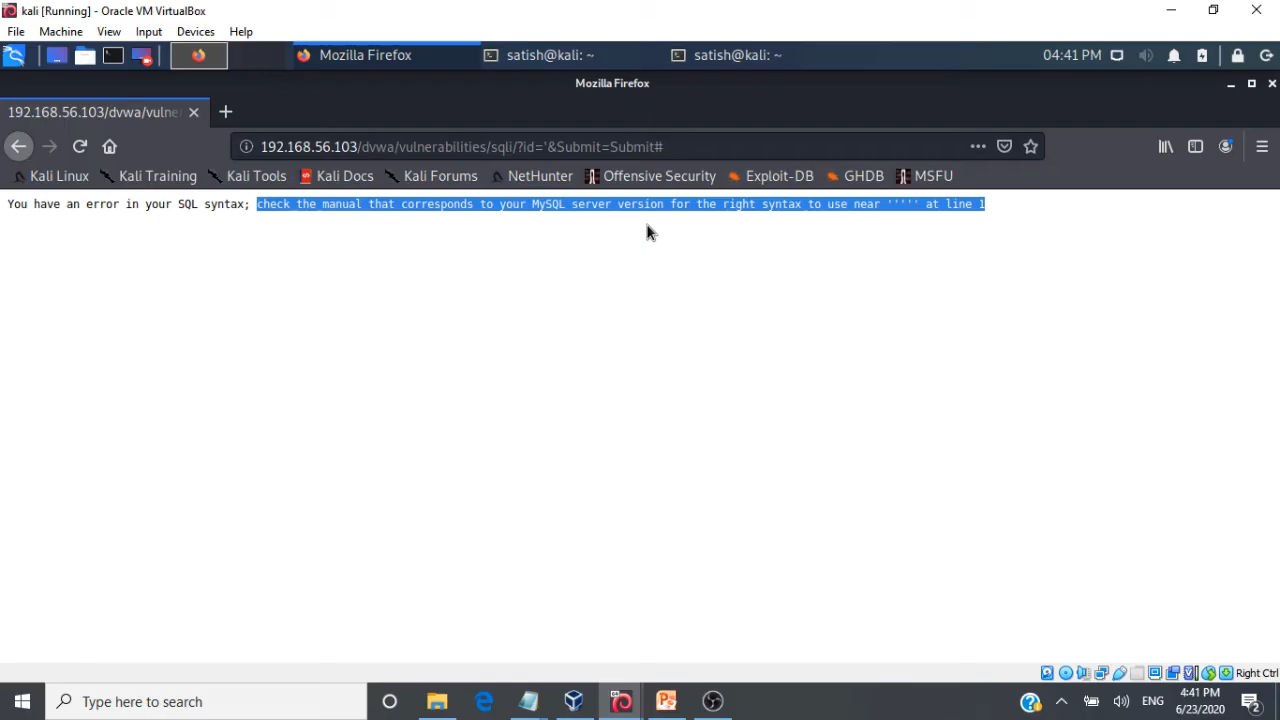 kali [Running] - Oracle VM VirtualBox
File Machine View Input Devices Help
Mozilla Firefox satish@kali: ~ satish@kali: ~ 04:41 PM
Mozilla Firefox
192.168.56.103/dvwa/vulne
192.168.56.103/dvwa/vulnerabilities/sqli/?id='&Submit=Submit#
Kali Linux Kali Training Kali Tools Kali Docs Kali Forums NetHunter Offensive Security Exploit-DB GHDB MSFU
You have an error in your SQL syntax; check the manual that corresponds to your MySQL server version for the right syntax to use near ''''' at line 1
Right Ctrl
Type here to search
ENG
4:41 PM
6/23/2020
2